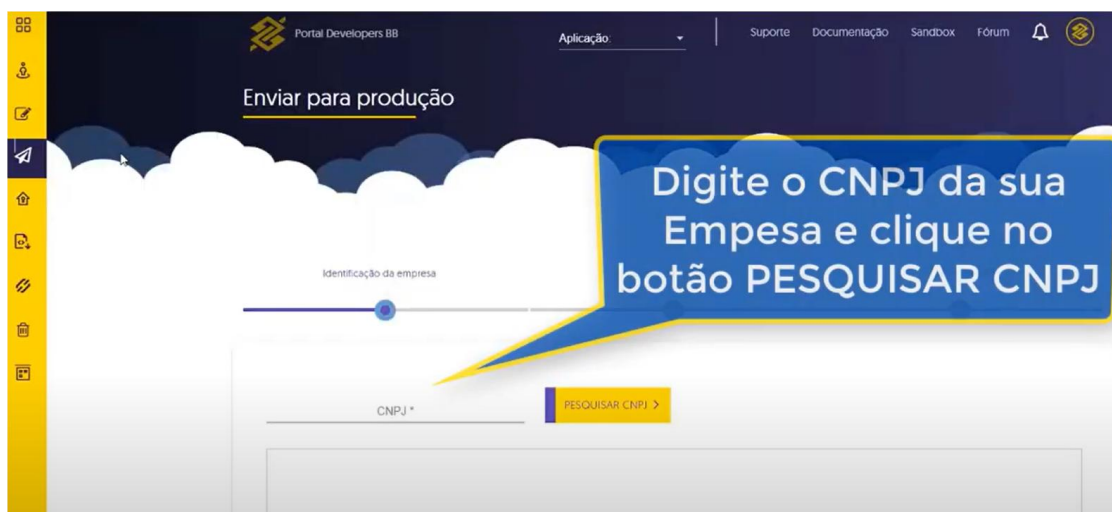 Portal Developers BB
Aplicação:
Suporte
Documentação
Sandbox
Fórum
Enviar para produção
Digite o CNPJ da sua
Empesa e clique no
botão PESQUISAR CNPJ
Identificação da empresa
CNPJ *
PESQUISAR CNPJ >